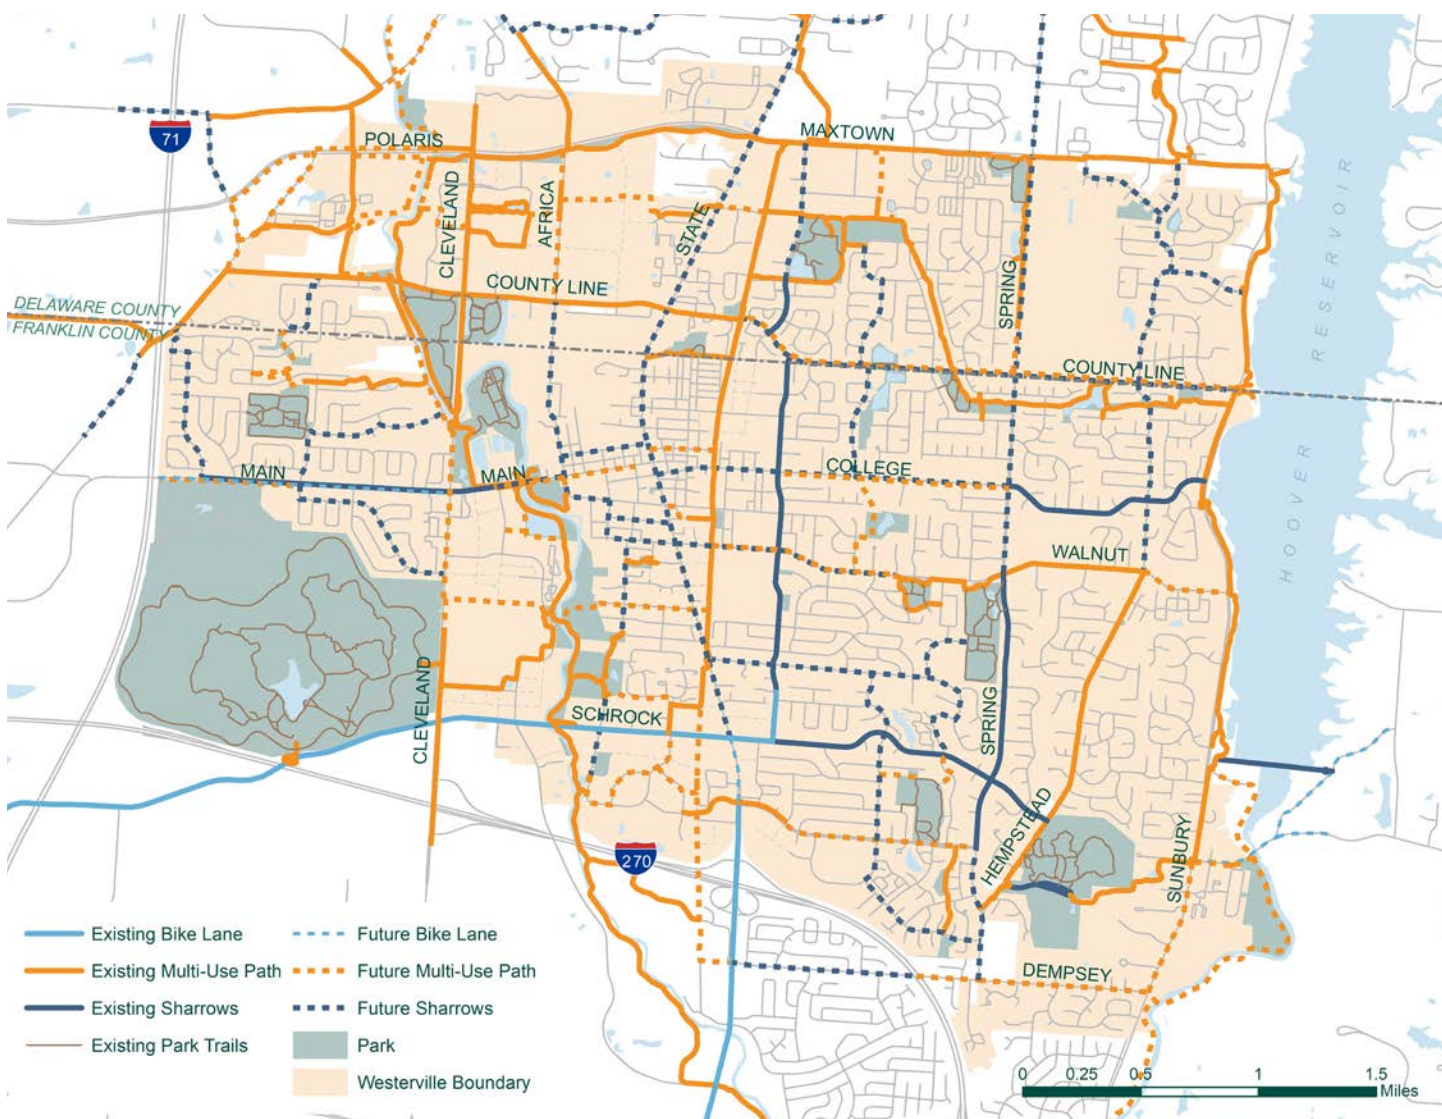 71
POLARIS
MAXTOWN
CLEVELAND
AFRICA
STATE
SPRING
COUNTY LINE
DELAWARE COUNTY
FRANKLIN COUNTY
COUNTY LINE
HOOVER RESERVOIR
MAIN
MAIN
COLLEGE
WALNUT
CLEVELAND
SCHROCK
SPRING
HEMPSTEAD
SUNBURY
270
DEMPSEY
Existing Bike Lane
Existing Multi-Use Path
Existing Sharrows
Existing Park Trails
Future Bike Lane
Future Multi-Use Path
Future Sharrows
Park
Westerville Boundary
0 0.25 0.5 1 1.5
Miles